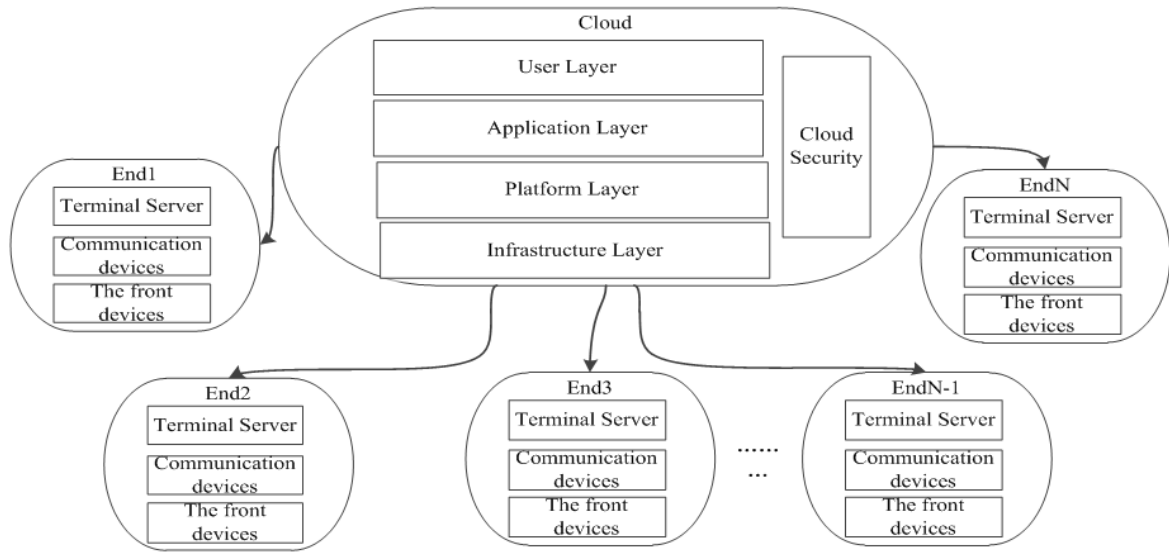 Cloud
User Layer
Application Layer
Platform Layer
Infrastructure Layer
Cloud
Security
End1
Terminal Server
Communication
devices
The front
devices
EndN
Terminal Server
Communication
devices
The front
devices
End2
Terminal Server
Communication
devices
The front
devices
End3
Terminal Server
Communication
devices
The front
devices
......
...
EndN-1
Terminal Server
Communication
devices
The front
devices